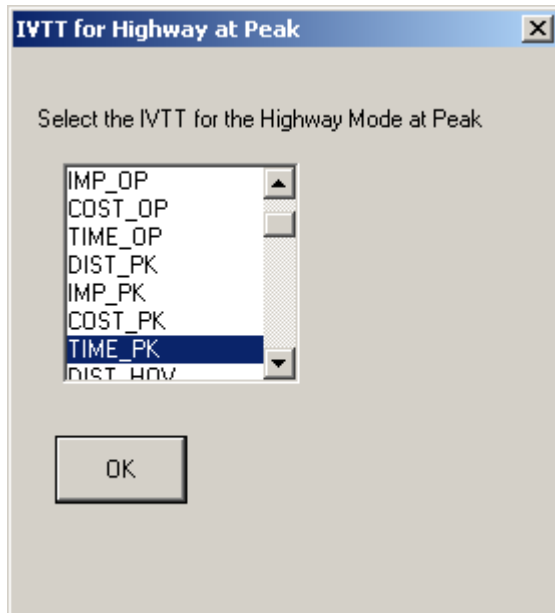 IVTT for Highway at Peak
Select the IVTT for the Highway Mode at Peak
IMP_OP
COST_OP
TIME_OP
DIST_PK
IMP_PK
COST_PK
TIME_PK
DIST_HOV
OK